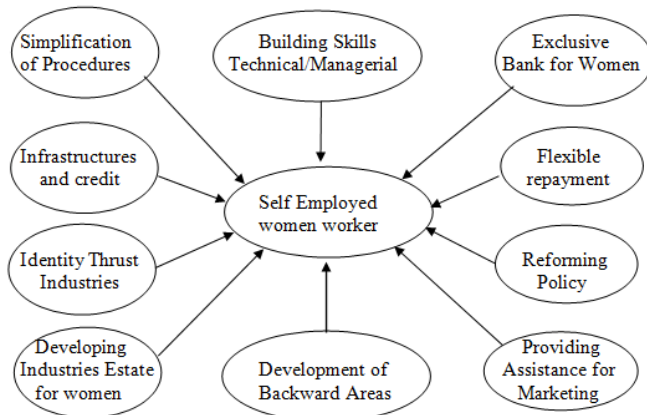 Simplification
of Procedures
Building Skills
Technical/Managerial
Exclusive
Bank for Women
Infrastructures
and credit
Self Employed
women worker
Flexible
repayment
Identity Thrust
Industries
Reforming
Policy
Developing
Industries Estate
for women
Development of
Backward Areas
Providing
Assistance for
Marketing